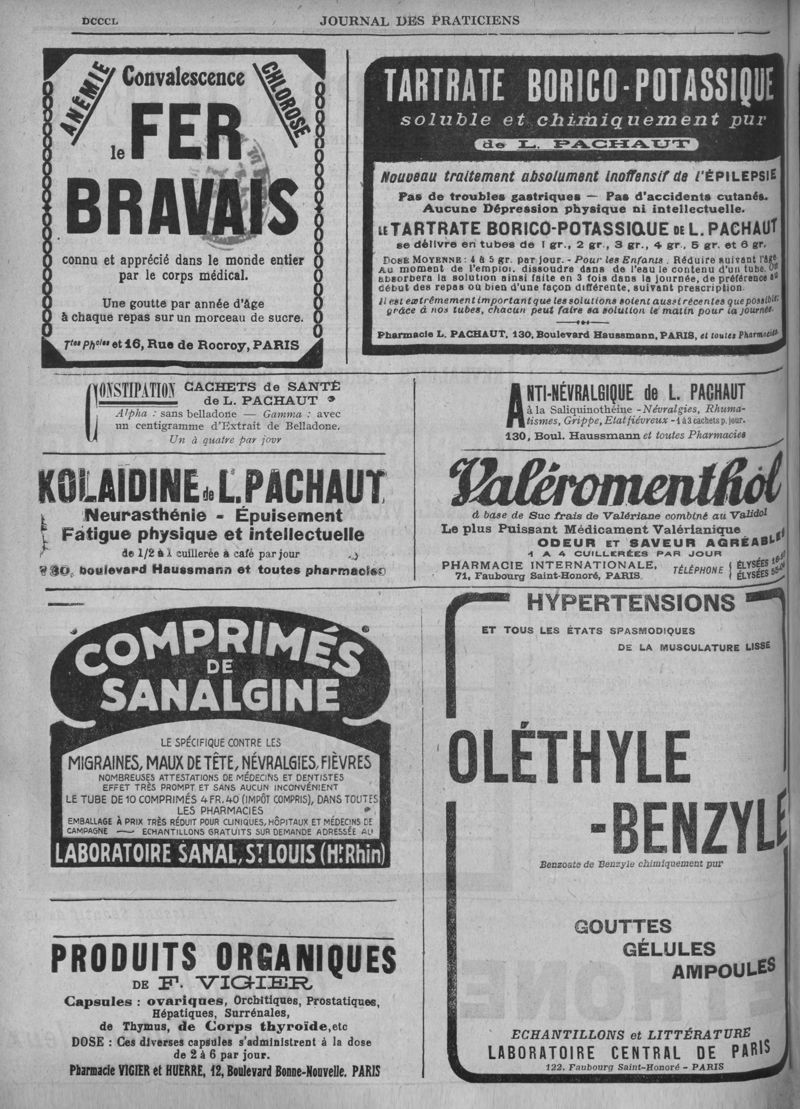 DCCCL
JOURNAL DES PRATICIENS
ANÉMIE
Convalescence
CHLOROSE
le FER
BRAVAIS
connu et apprécié dans le monde entier
par le corps médical.
Une goutte par année d'âge
à chaque repas sur un morceau de sucre.
Ttes Phcies et 16, Rue de Rocroy, PARIS
TARTRATE BORICO-POTASSIQUE
soluble et chimiquement pur
de L. PACHAUT
Nouveau traitement absolument inoffensif de l'ÉPILEPSIE
Pas de troubles gastriques — Pas d'accidents cutanés.
Aucune Dépression physique ni intellectuelle.
LE TARTRATE BORICO-POTASSIQUE DE L. PACHAUT
se délivre en tubes de 1 gr., 2 gr., 3 gr., 4 gr., 5 gr. et 6 gr.
DOSE MOYENNE : 4 à 5 gr. par jour. - Pour les Enfants. Réduire suivant l'âge
Au moment de l'emploi, dissoudre dans de l'eau le contenu d'un tube. On
absorbera la solution ainsi faite en 3 fois dans la journée, de préférence au
début des repas ou bien d'une façon différente, suivant prescription.
Il est extrêmement important que les solutions soient aussi récentes que possible;
grâce à nos tubes, chacun peut faire sa solution le matin pour la journée.
Pharmacie L. PACHAUT, 130, Boulevard Haussmann, PARIS, et toutes Pharmacies
CONSTIPATION CACHETS DE SANTÉ
DE L. PACHAUT
Alpha : sans belladone — Gamma : avec
un centigramme d'Extrait de Belladone.
Un à quatre par jour
ANTI-NÉVRALGIQUE de L. PACHAUT
à la Saliquinothéine - Névralgies, Rhuma-
tismes, Grippe, Etat fiévreux - 1 à 3 cachets p. jour.
130, Boul. Haussmann et toutes Pharmacies
KOLAÏDINE de L. PACHAUT
Neurasthénie - Épuisement
Fatigue physique et intellectuelle
de 1/2 à 1 cuillerée à café par jour
130, boulevard Haussmann et toutes pharmacies
Valéromenthol
à base de Suc frais de Valériane combiné au Validol
Le plus Puissant Médicament Valérianique
ODEUR ET SAVEUR AGRÉABLES
1 A 4 CUILLERÉES PAR JOUR
PHARMACIE INTERNATIONALE,
71, Faubourg Saint-Honoré, PARIS.
TÉLÉPHONE { ÉLYSÉES
ÉLYSÉES
COMPRIMÉS
DE
SANALGINE
LE SPÉCIFIQUE CONTRE LES
MIGRAINES, MAUX DE TÊTE, NÉVRALGIES, FIÈVRES
NOMBREUSES ATTESTATIONS DE MÉDECINS ET DENTISTES
EFFET TRÈS PROMPT ET SANS AUCUN INCONVÉNIENT
LE TUBE DE 10 COMPRIMÉS 4 FR. 40 (IMPÔT COMPRIS), DANS TOUTES
LES PHARMACIES
EMBALLAGE À PRIX TRÈS RÉDUIT POUR CLINIQUES, HÔPITAUX ET MÉDECINS DE
CAMPAGNE — ECHANTILLONS GRATUITS SUR DEMANDE ADRESSÉE AU
LABORATOIRE SANAL, ST LOUIS (Ht Rhin)
HYPERTENSIONS
ET TOUS LES ÉTATS SPASMODIQUES
DE LA MUSCULATURE LISSE
OLÉTHYLE
-BENZYLE
Benzoate de Benzyle chimiquement pur
GOUTTES
GÉLULES
AMPOULES
ECHANTILLONS et LITTÉRATURE
LABORATOIRE CENTRAL DE PARIS
122, Faubourg Saint-Honoré - PARIS
PRODUITS ORGANIQUES
DE F. VIGIER
Capsules : ovariques, Orchitiques, Prostatiques,
Hépatiques, Surrénales,
de Thymus, de Corps thyroïde, etc
DOSE : Ces diverses capsules s'administrent à la dose
de 2 à 6 par jour.
Pharmacie VIGIER et HUERRE, 12, Boulevard Bonne-Nouvelle. PARIS